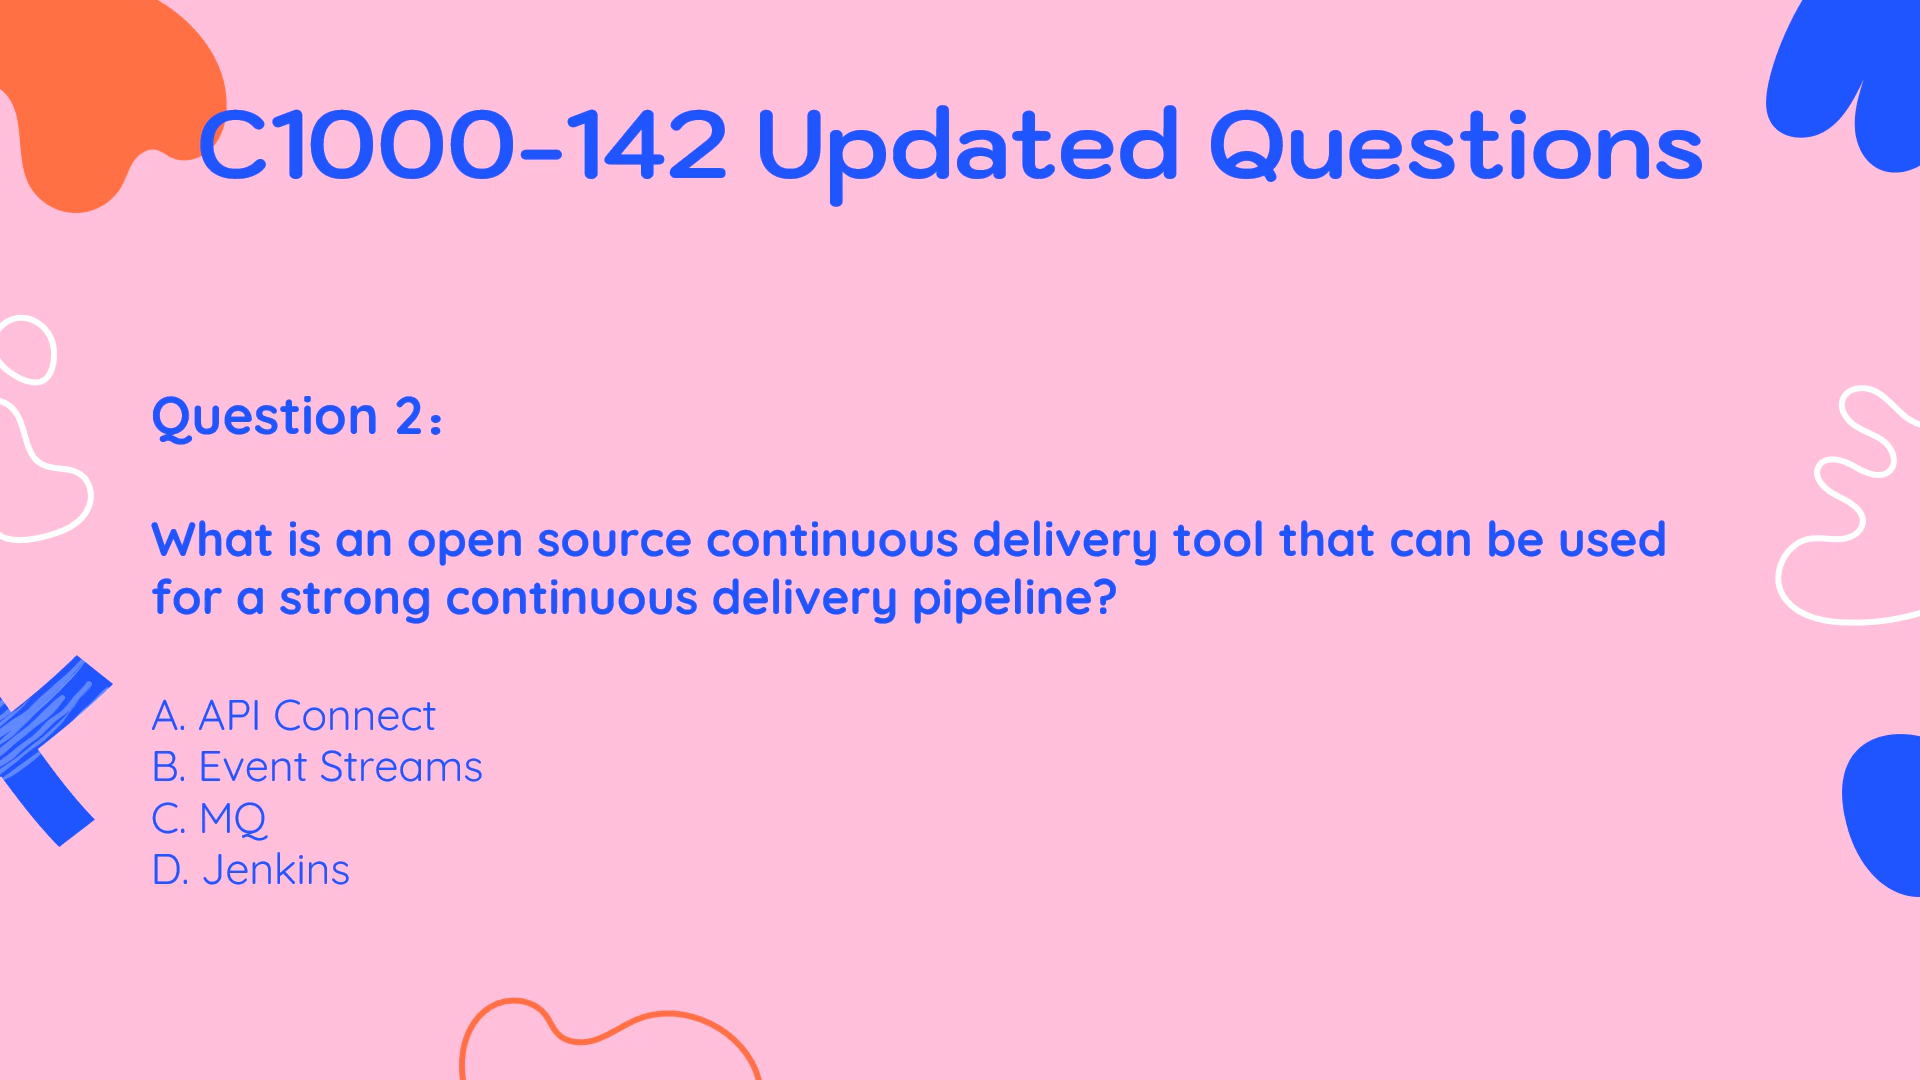 C1000-142 Updated Questions
Question 2：
What is an open source continuous delivery tool that can be used
for a strong continuous delivery pipeline?
A. API Connect
B. Event Streams
C. MQ
D. Jenkins